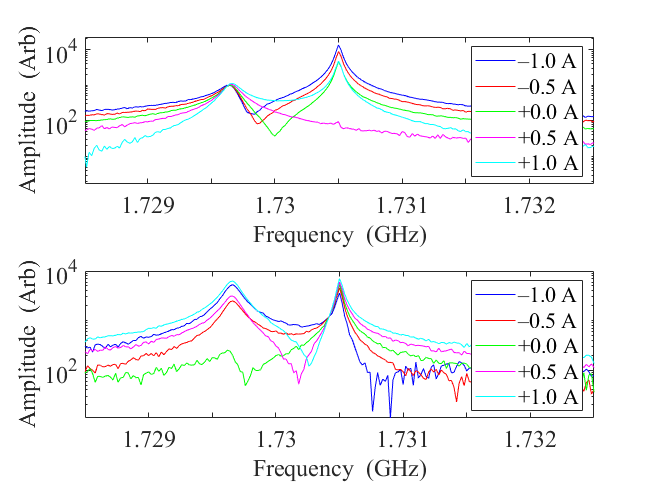 Amplitude (Arb)
10^4
10^2
1.729
1.73
1.731
1.732
Frequency (GHz)
–1.0 A
–0.5 A
+0.0 A
+0.5 A
+1.0 A
Amplitude (Arb)
10^4
10^2
1.729
1.73
1.731
1.732
Frequency (GHz)
–1.0 A
–0.5 A
+0.0 A
+0.5 A
+1.0 A